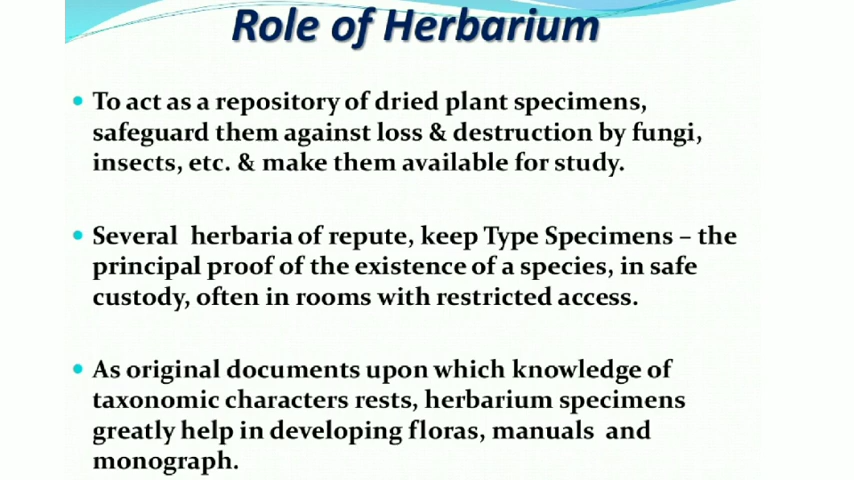 Role of Herbarium
• To act as a repository of dried plant specimens,
safeguard them against loss & destruction by fungi,
insects, etc. & make them available for study.
• Several herbaria of repute, keep Type Specimens – the
principal proof of the existence of a species, in safe
custody, often in rooms with restricted access.
• As original documents upon which knowledge of
taxonomic characters rests, herbarium specimens
greatly help in developing floras, manuals and
monograph.